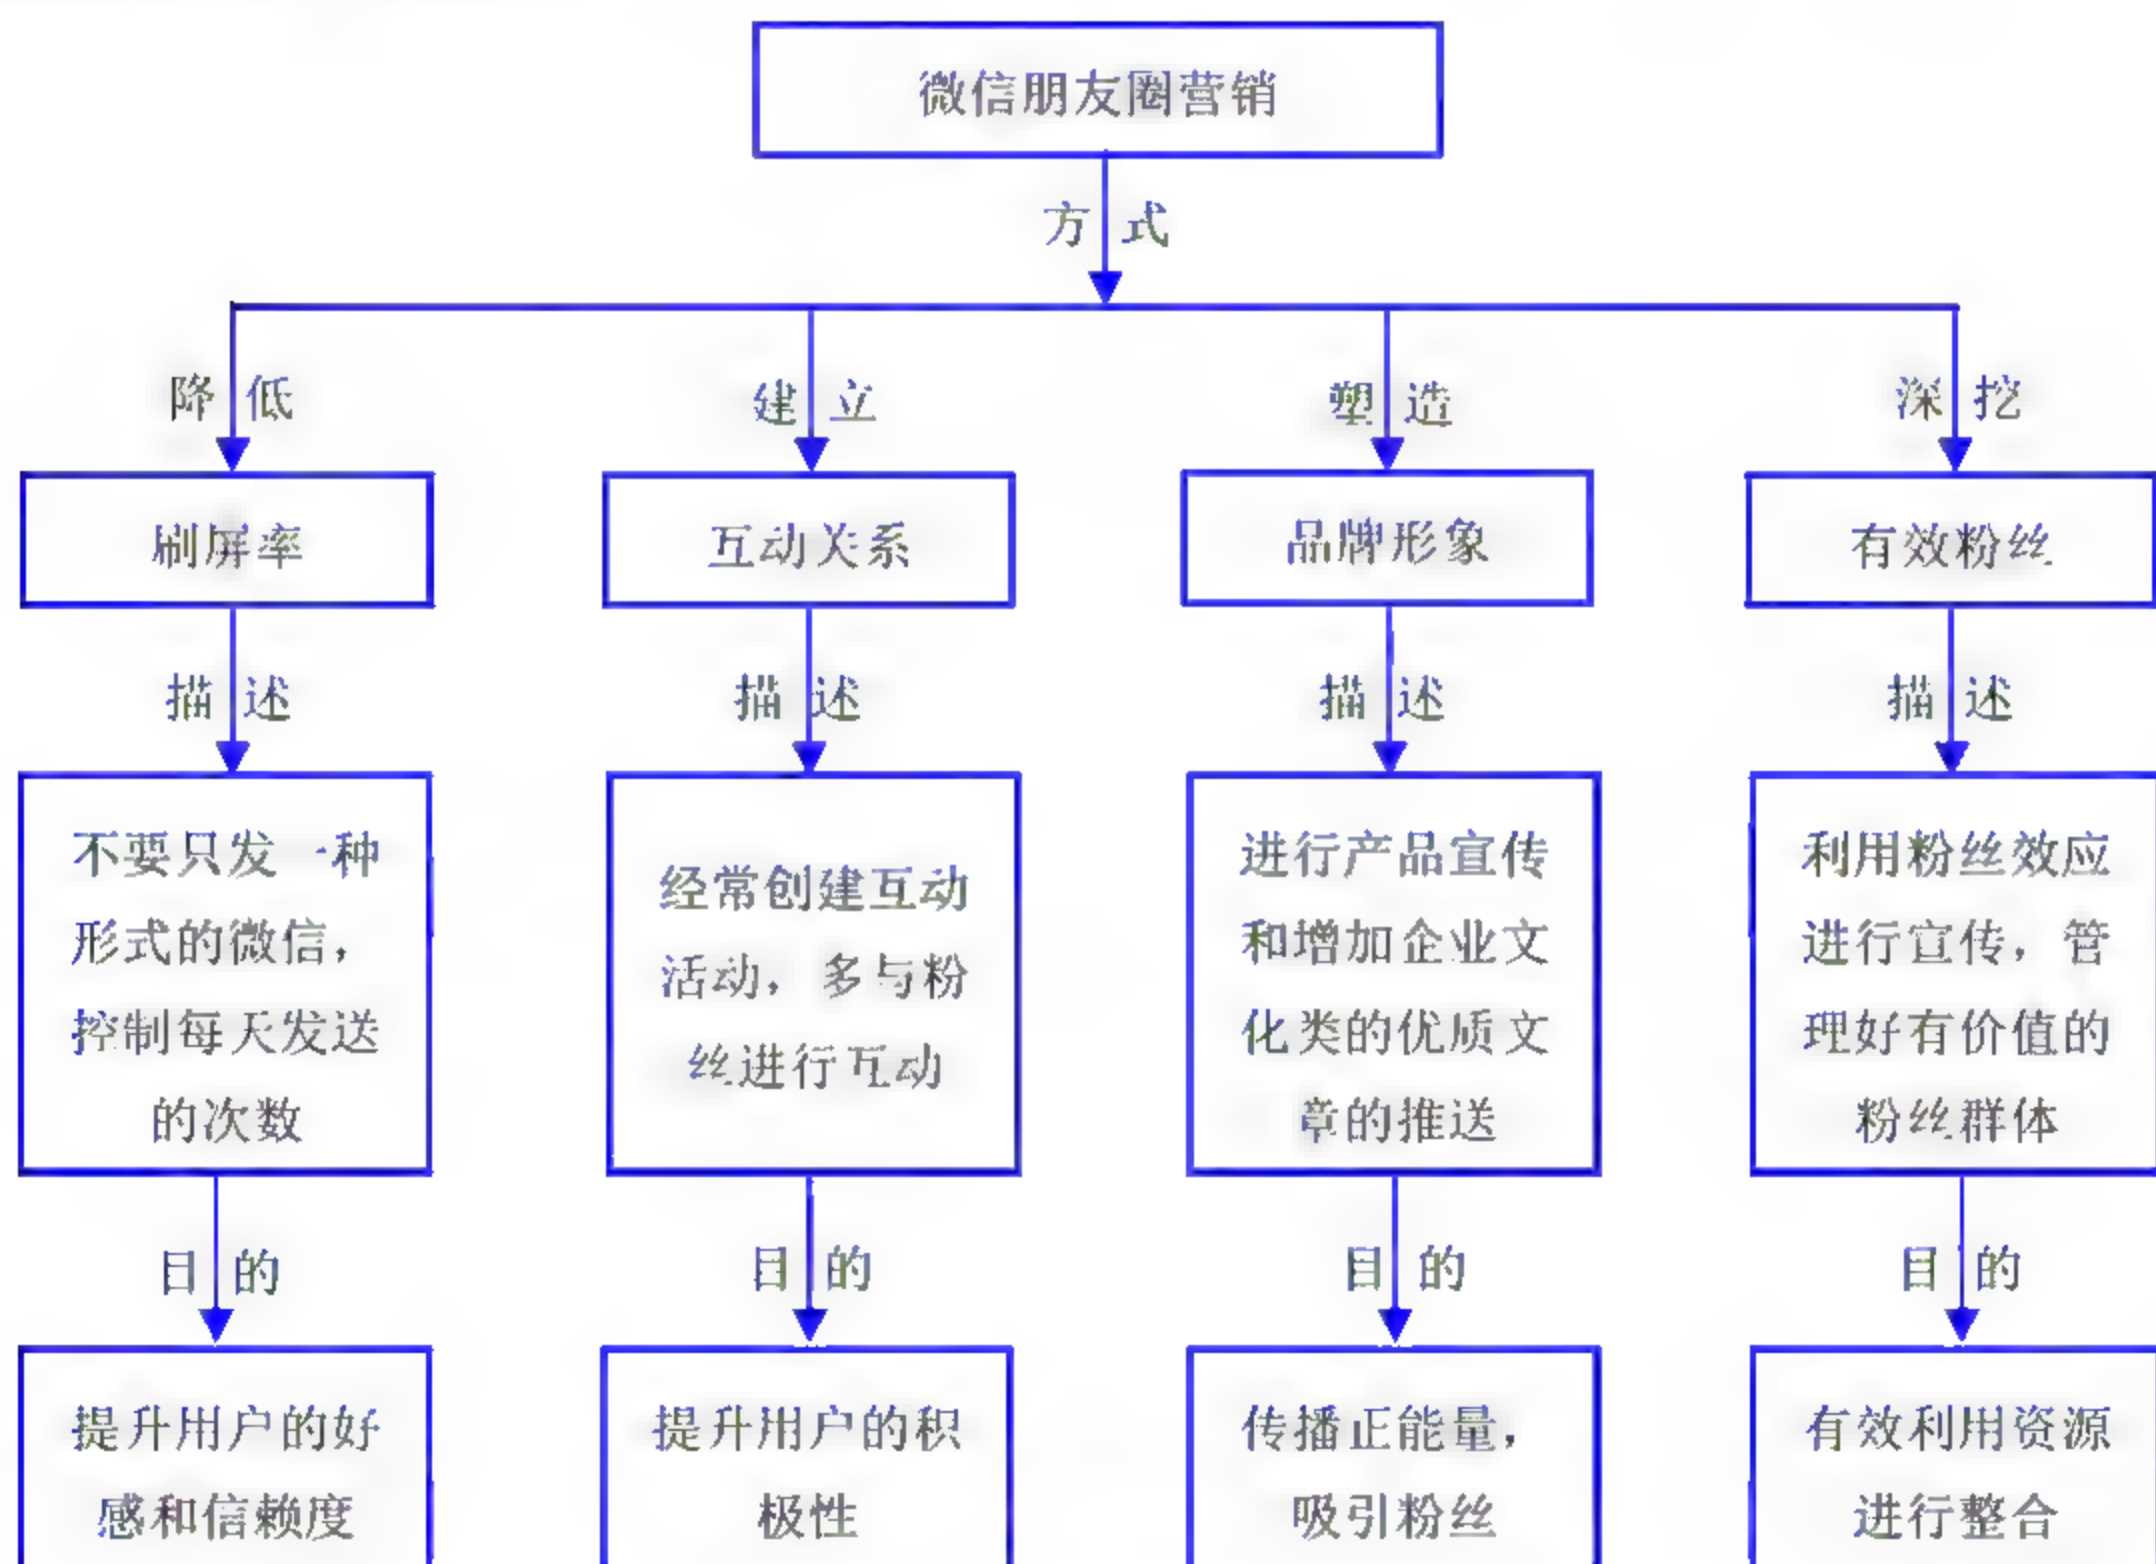 微信朋友圈营销
方式
降低 建立 塑造 深挖
刷屏率 互动关系 品牌形象 有效粉丝
描述 描述 描述 描述
不要只发一种
形式的微信，
控制每天发送
的次数
经常创建互动
活动，多与粉
丝进行互动
进行产品宣传
和增加企业文
化类的优质文
章的推送
利用粉丝效应
进行宣传，管
理好有价值的
粉丝群体
目的 目的 目的 目的
提升用户的好
感和信赖度
提升用户的积
极性
传播正能量，
吸引粉丝
有效利用资源
进行整合